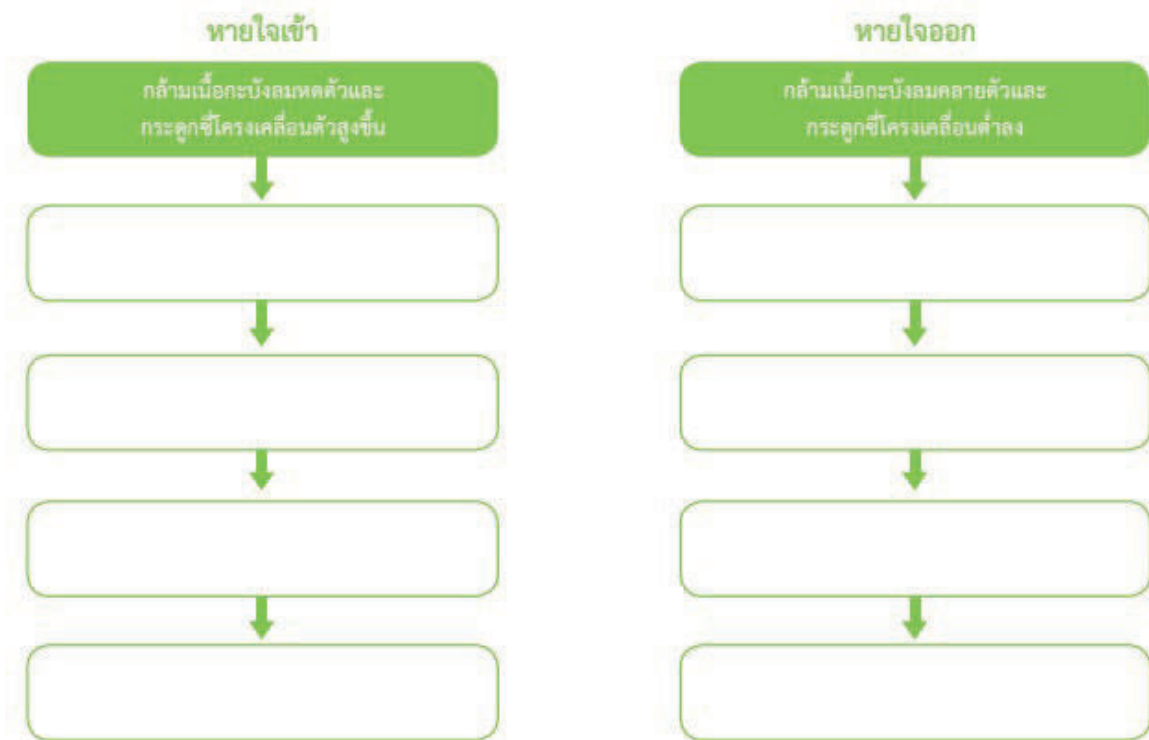 หายใจเข้า
กล้ามเนื้อกะบังลมหดตัวและ
กระดูกซี่โครงเคลื่อนตัวสูงขึ้น
หายใจออก
กล้ามเนื้อกะบังลมคลายตัวและ
กระดูกซี่โครงเคลื่อนต่ำลง